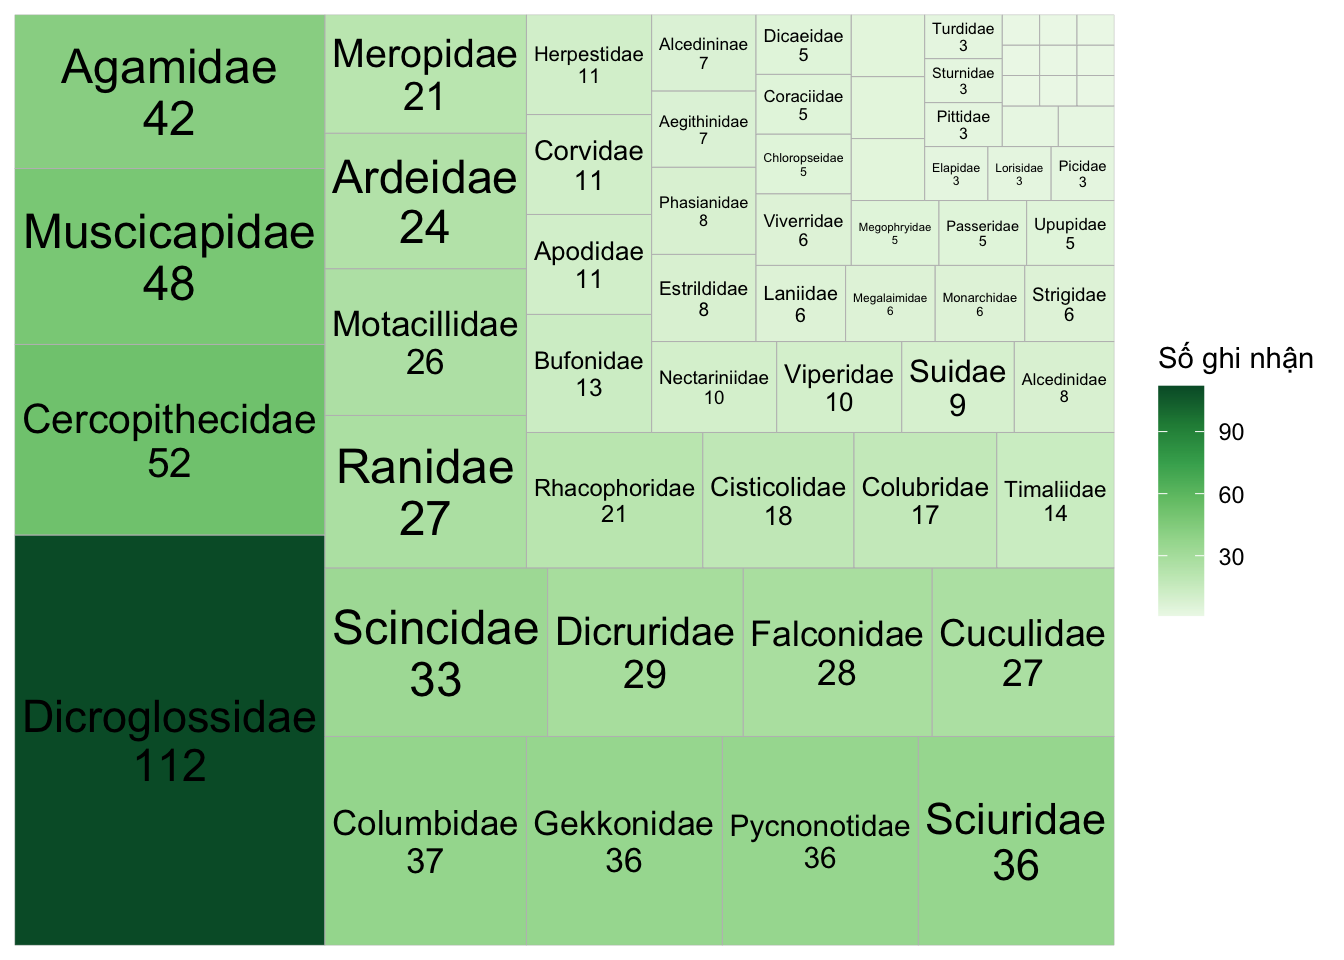 Agamidae
42
Muscicapidae
48
Cercopithecidae
52
Dicroglossidae
112
Meropidae
21
Ardeidae
24
Motacillidae
26
Ranidae
27
Scincidae
33
Dicruridae
29
Falconidae
28
Cuculidae
27
Columbidae
37
Gekkonidae
36
Pycnonotidae
36
Sciuridae
36
Herpestidae
11
Corvidae
11
Apodidae
11
Bufonidae
13
Rhacophoridae
21
Cisticolidae
18
Colubridae
17
Timaliidae
14
Alcedininae
7
Aegithinidae
7
Phasianidae
8
Estrildidae
8
Nectariniidae
10
Viperidae
10
Suidae
9
Alcedinidae
8
Dicaeidae
5
Coraciidae
5
Chloropseidae
5
Viverridae
6
Laniidae
6
Megalaimidae
6
Monarchidae
6
Strigidae
6
Megophryidae
5
Passeridae
5
Upupidae
5
Turdidae
3
Sturnidae
3
Pittidae
3
Elapidae
3
Lorisidae
3
Picidae
3
Số ghi nhận
90
60
30